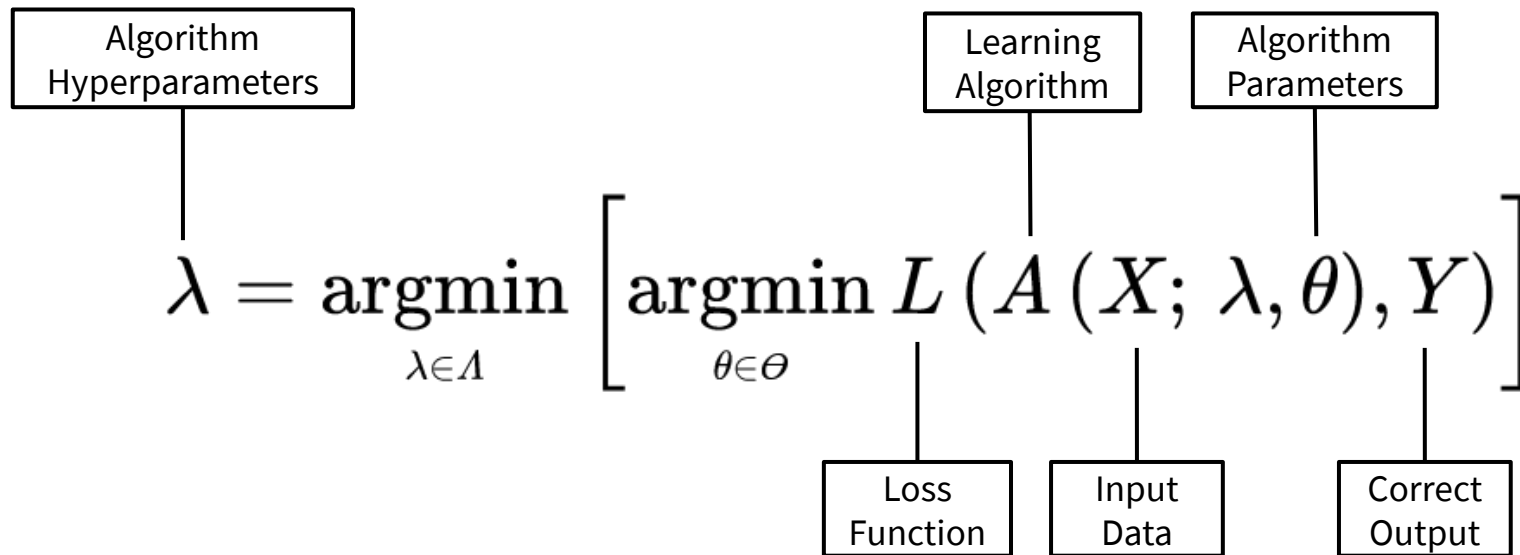 Algorithm
Hyperparameters
Learning
Algorithm
Algorithm
Parameters
λ = argmin [ argmin L ( A ( X; λ, θ), Y ) ]
λ∈Λ θ∈Θ
Loss
Function
Input
Data
Correct
Output